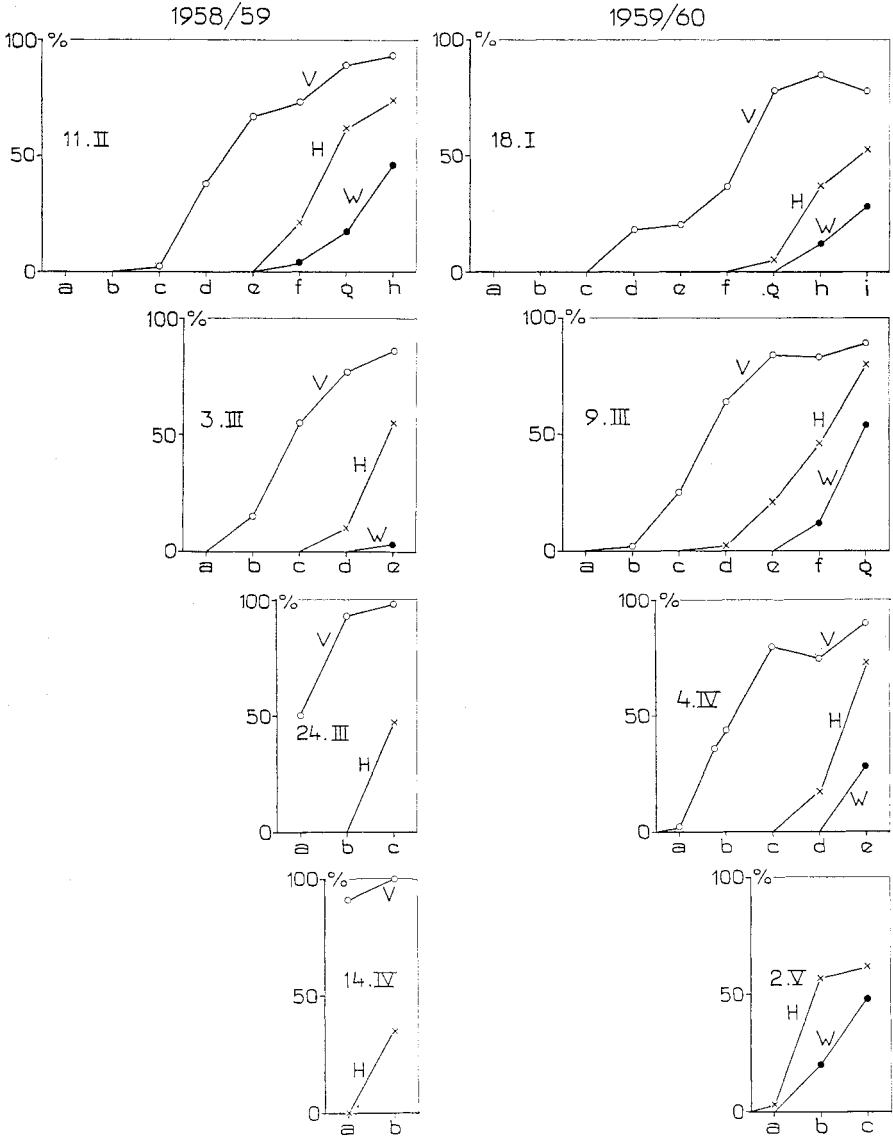 1958/59
1959/60
100 %
50
0
11.II
V
H
W
a b c d e f g h
100 %
50
0
18.I
V
H
W
a b c d e f g h i
100 %
50
0
3.III
V
H
W
a b c d e
100 %
50
0
9.III
V
H
W
a b c d e f g
100 %
50
0
24.III
V
H
a b c
100 %
50
0
4.IV
V
H
W
a b c d e
100 %
50
0
14.IV
V
H
a b
100 %
50
0
2.V
H
W
a b c